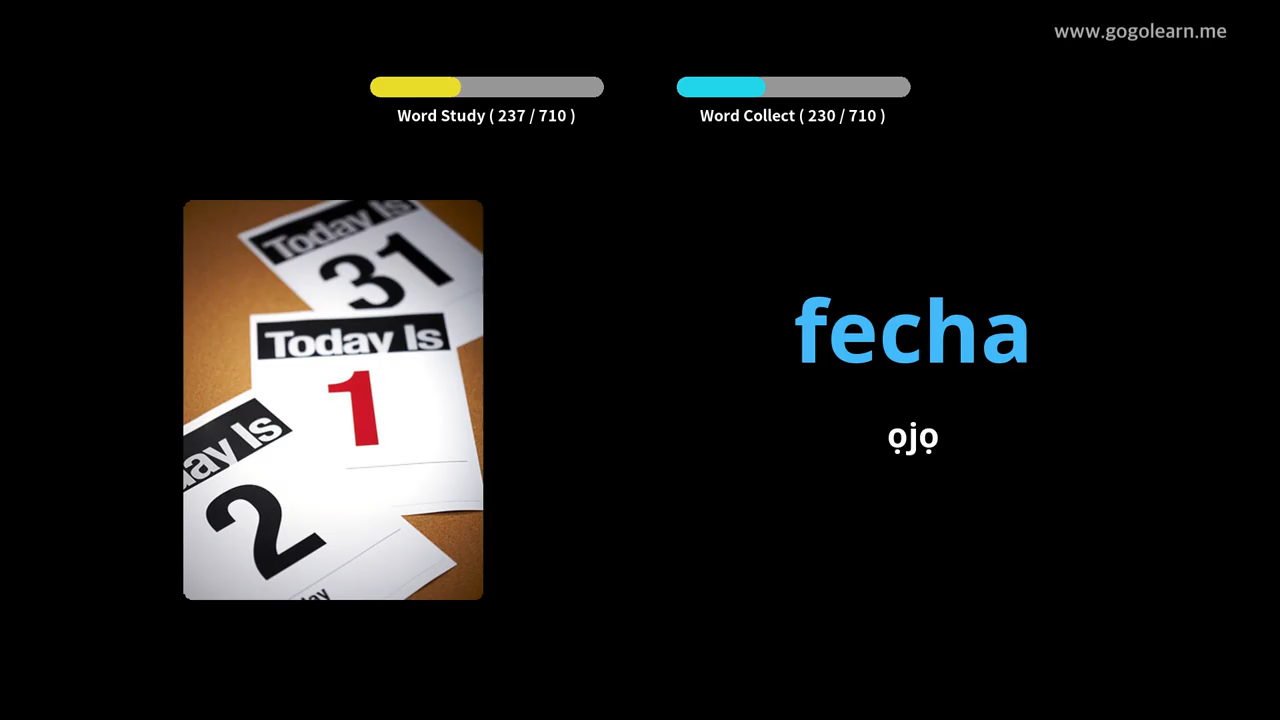 www.gogolearn.me
Word Study ( 237 / 710 )
Word Collect ( 230 / 710 )
Today Is
31
Today Is
1
ay Is
2
fecha
ọjọ